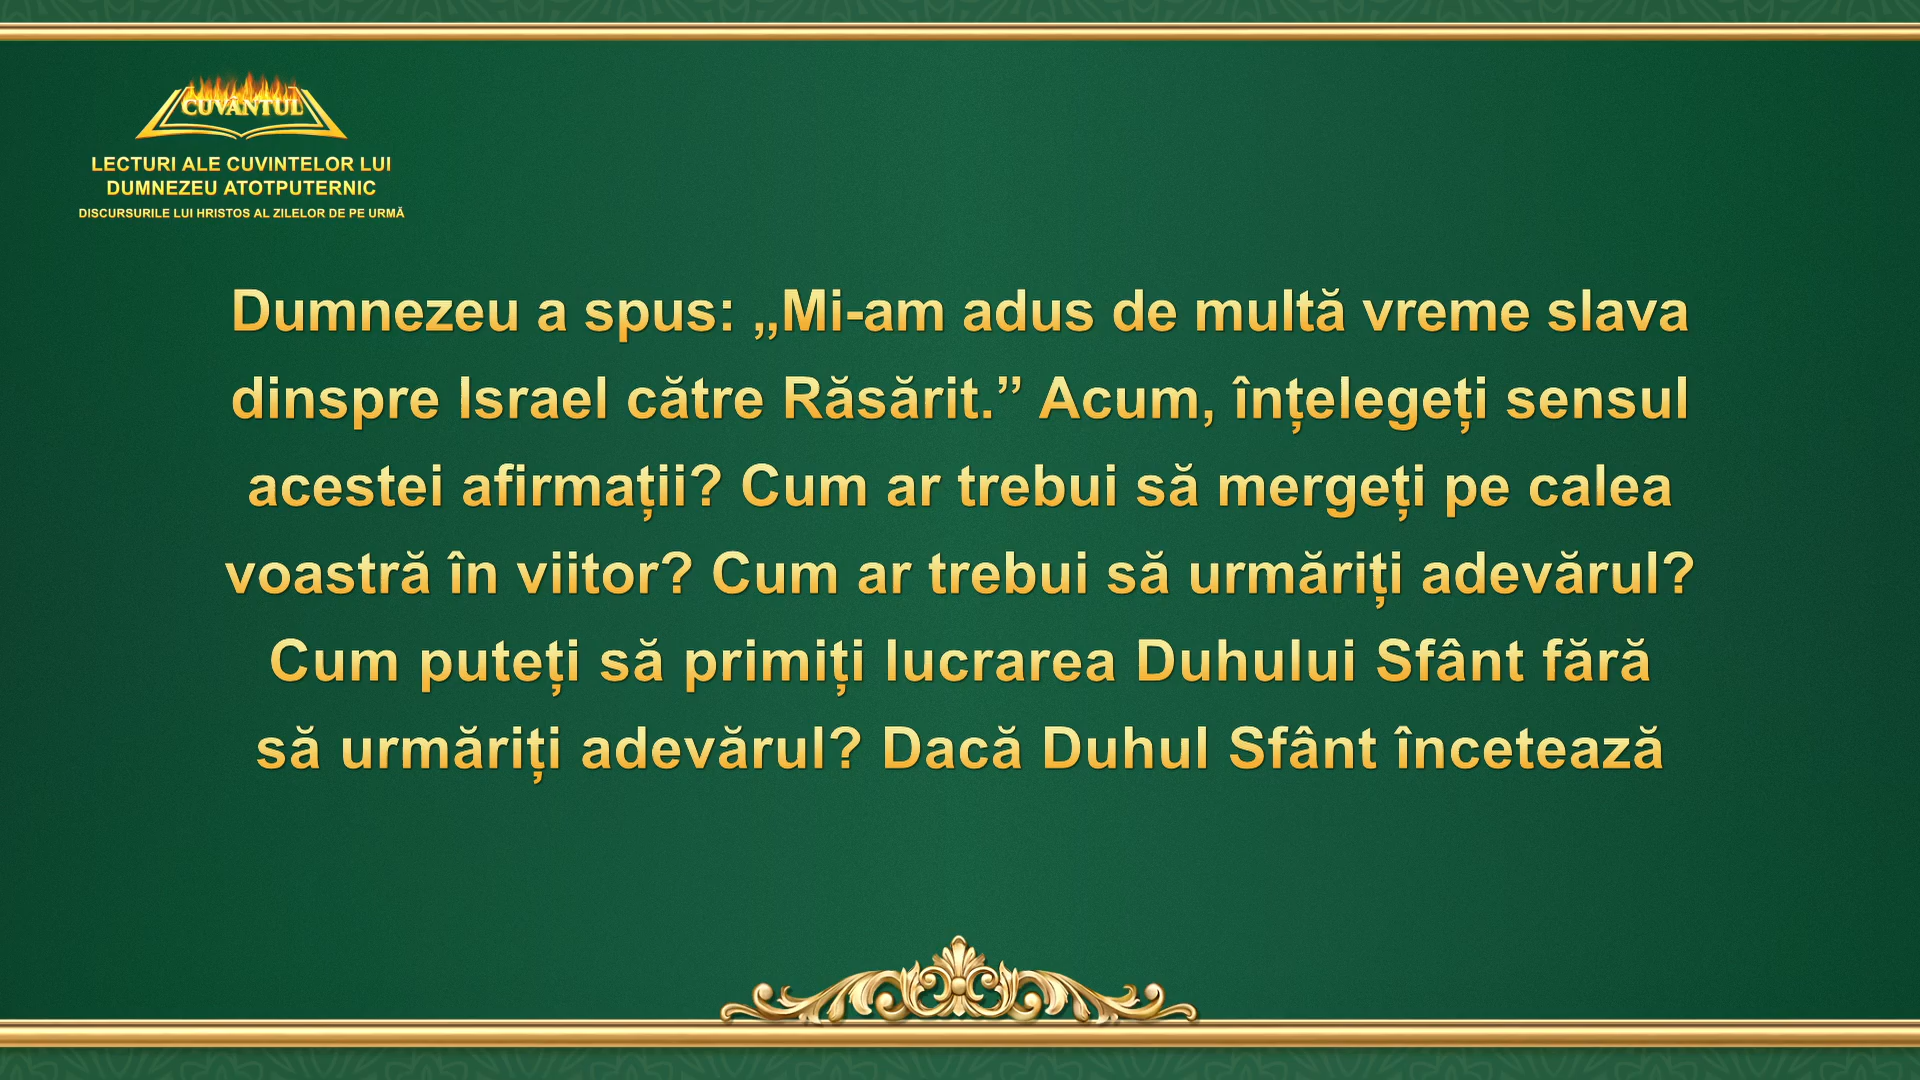 CUVÂNTUL
LECTURI ALE CUVINTELOR LUI
DUMNEZEU ATOTPUTERNIC
DISCURSURILE LUI HRISTOS AL ZILELOR DE PE URMĂ
Dumnezeu a spus: „Mi-am adus de multă vreme slava
dinspre Israel către Răsărit.” Acum, înțelegeți sensul
acestei afirmații? Cum ar trebui să mergeți pe calea
voastră în viitor? Cum ar trebui să urmăriți adevărul?
Cum puteți să primiți lucrarea Duhului Sfânt fără
să urmăriți adevărul? Dacă Duhul Sfânt încetează